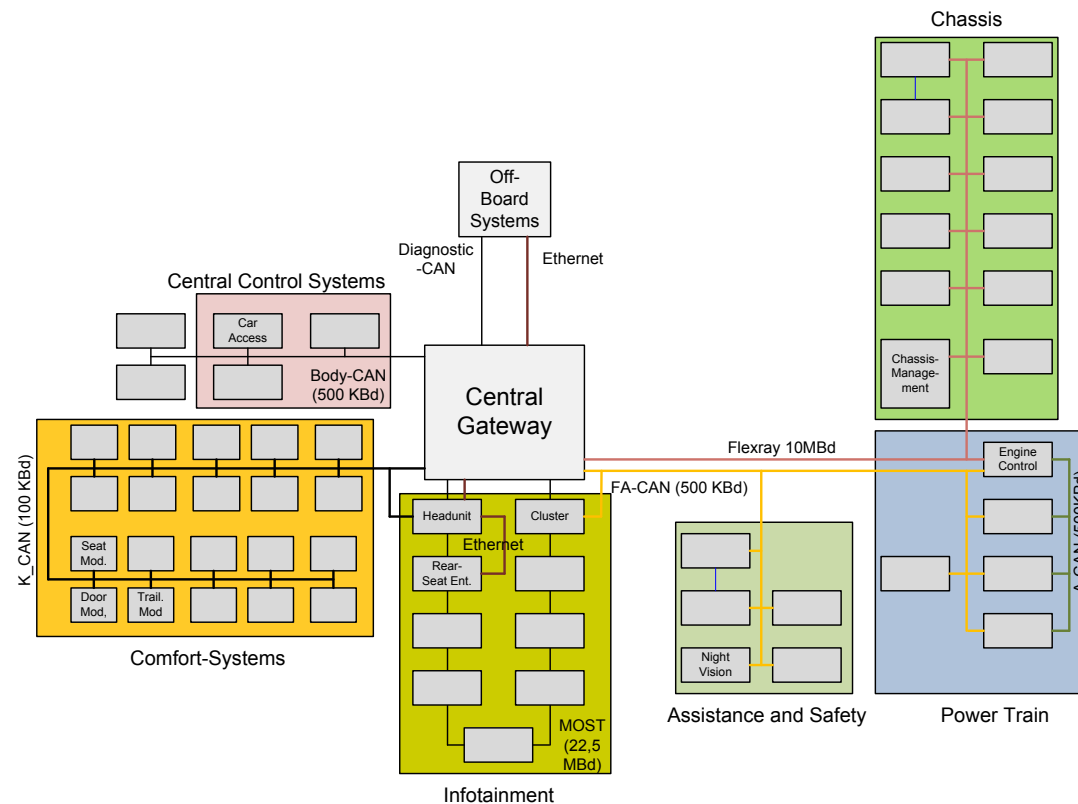 Chassis
Off-
Board
Systems
Diagnostic
-CAN
Ethernet
Central Control Systems
Car
Access
Body-CAN
(500 KBd)
Chassis-
Manage-
ment
Central
Gateway
Flexray 10MBd
Engine
Control
FA-CAN (500 KBd)
K_CAN (100 KBd)
Headunit
Cluster
Ethernet
Rear-
Seat Ent.
A-CAN (500KBd)
Seat
Mod.
Door
Mod,
Trail.
Mod
Night
Vision
Comfort-Systems
MOST
(22,5
MBd)
Assistance and Safety
Power Train
Infotainment